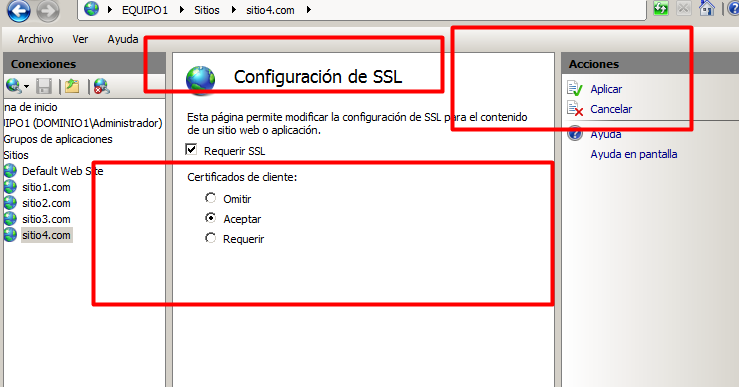 EQUIPO1 ▸ Sitios ▸ sitio4.com ▸
Archivo Ver Ayuda
Conexiones
na de inicio
IPO1 (DOMINIO1\Administrador)
Grupos de aplicaciones
Sitios
Default Web Site
sitio1.com
sitio2.com
sitio3.com
sitio4.com
Configuración de SSL
Esta página permite modificar la configuración de SSL para el contenido
de un sitio web o aplicación.
Requerir SSL
Certificados de cliente:
Omitir
Aceptar
Requerir
Acciones
Aplicar
Cancelar
Ayuda
Ayuda en pantalla